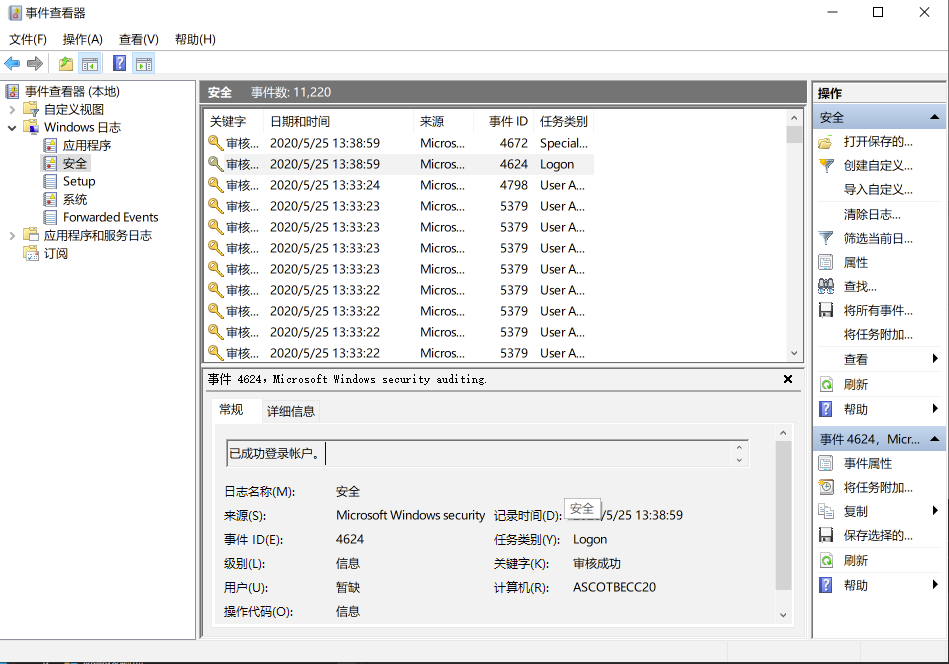 事件查看器
文件(F) 操作(A) 查看(V) 帮助(H)
事件查看器 (本地)
自定义视图
Windows 日志
应用程序
安全
Setup
系统
Forwarded Events
应用程序和服务日志
订阅
安全 事件数: 11,220
关键字 日期和时间 来源 事件 ID 任务类别
审核... 2020/5/25 13:38:59 Micros... 4672 Special...
审核... 2020/5/25 13:38:59 Micros... 4624 Logon
审核... 2020/5/25 13:33:24 Micros... 4798 User A...
审核... 2020/5/25 13:33:23 Micros... 5379 User A...
审核... 2020/5/25 13:33:23 Micros... 5379 User A...
审核... 2020/5/25 13:33:23 Micros... 5379 User A...
审核... 2020/5/25 13:33:23 Micros... 5379 User A...
审核... 2020/5/25 13:33:22 Micros... 5379 User A...
审核... 2020/5/25 13:33:22 Micros... 5379 User A...
审核... 2020/5/25 13:33:22 Micros... 5379 User A...
审核... 2020/5/25 13:33:22 Micros... 5379 User A...
事件 4624，Microsoft Windows security auditing.
常规 详细信息
已成功登录帐户。
日志名称(M): 安全
安全
来源(S): Microsoft Windows security 记录时间(D): /5/25 13:38:59
事件 ID(E): 4624 任务类别(Y): Logon
级别(L): 信息 关键字(K): 审核成功
用户(U): 暂缺 计算机(R): ASCOTBECC20
操作代码(O): 信息
操作
安全
打开保存的...
创建自定义...
导入自定义...
清除日志...
筛选当前日...
属性
查找...
将所有事件...
将任务附加...
查看
刷新
帮助
事件 4624，Micr...
事件属性
将任务附加...
复制
保存选择的...
刷新
帮助